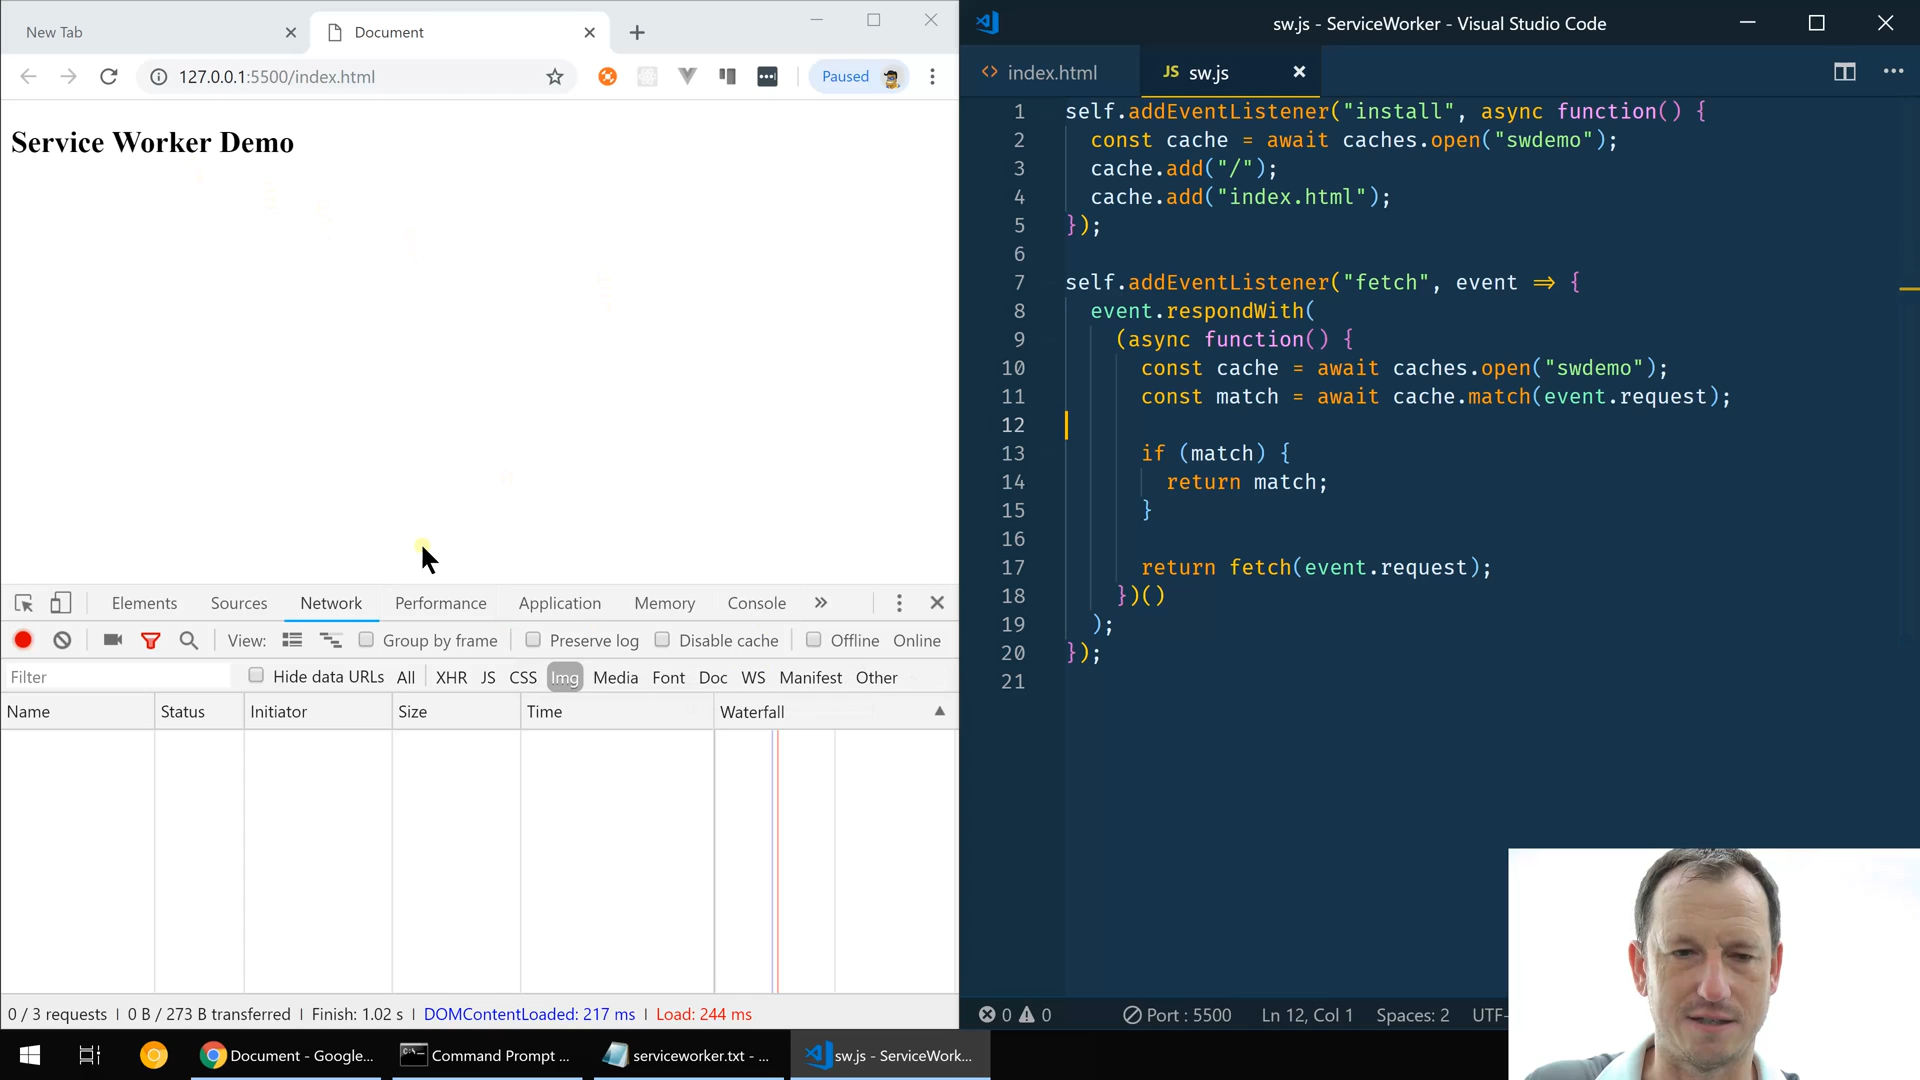 New Tab
Document
127.0.0.1:5500/index.html
Paused
Service Worker Demo
Elements Sources Network Performance Application Memory Console »
View: Group by frame Preserve log Disable cache Offline Online
Filter Hide data URLs All XHR JS CSS Img Media Font Doc WS Manifest Other
Name Status Initiator Size Time Waterfall
0 / 3 requests | 0 B / 273 B transferred | Finish: 1.02 s | DOMContentLoaded: 217 ms | Load: 244 ms
Document - Google...
Command Prompt ...
serviceworker.txt - ...
sw.js - ServiceWork...
sw.js - ServiceWorker - Visual Studio Code
<> index.html
JS sw.js
1 self.addEventListener("install", async function() {
2 const cache = await caches.open("swdemo");
3 cache.add("/");
4 cache.add("index.html");
5 });
6
7 self.addEventListener("fetch", event => {
8 event.respondWith(
9 (async function() {
10 const cache = await caches.open("swdemo");
11 const match = await cache.match(event.request);
12
13 if (match) {
14 return match;
15 }
16
17 return fetch(event.request);
18 })()
19 );
20 });
21
0 0 Port : 5500 Ln 12, Col 1 Spaces: 2 UTF-